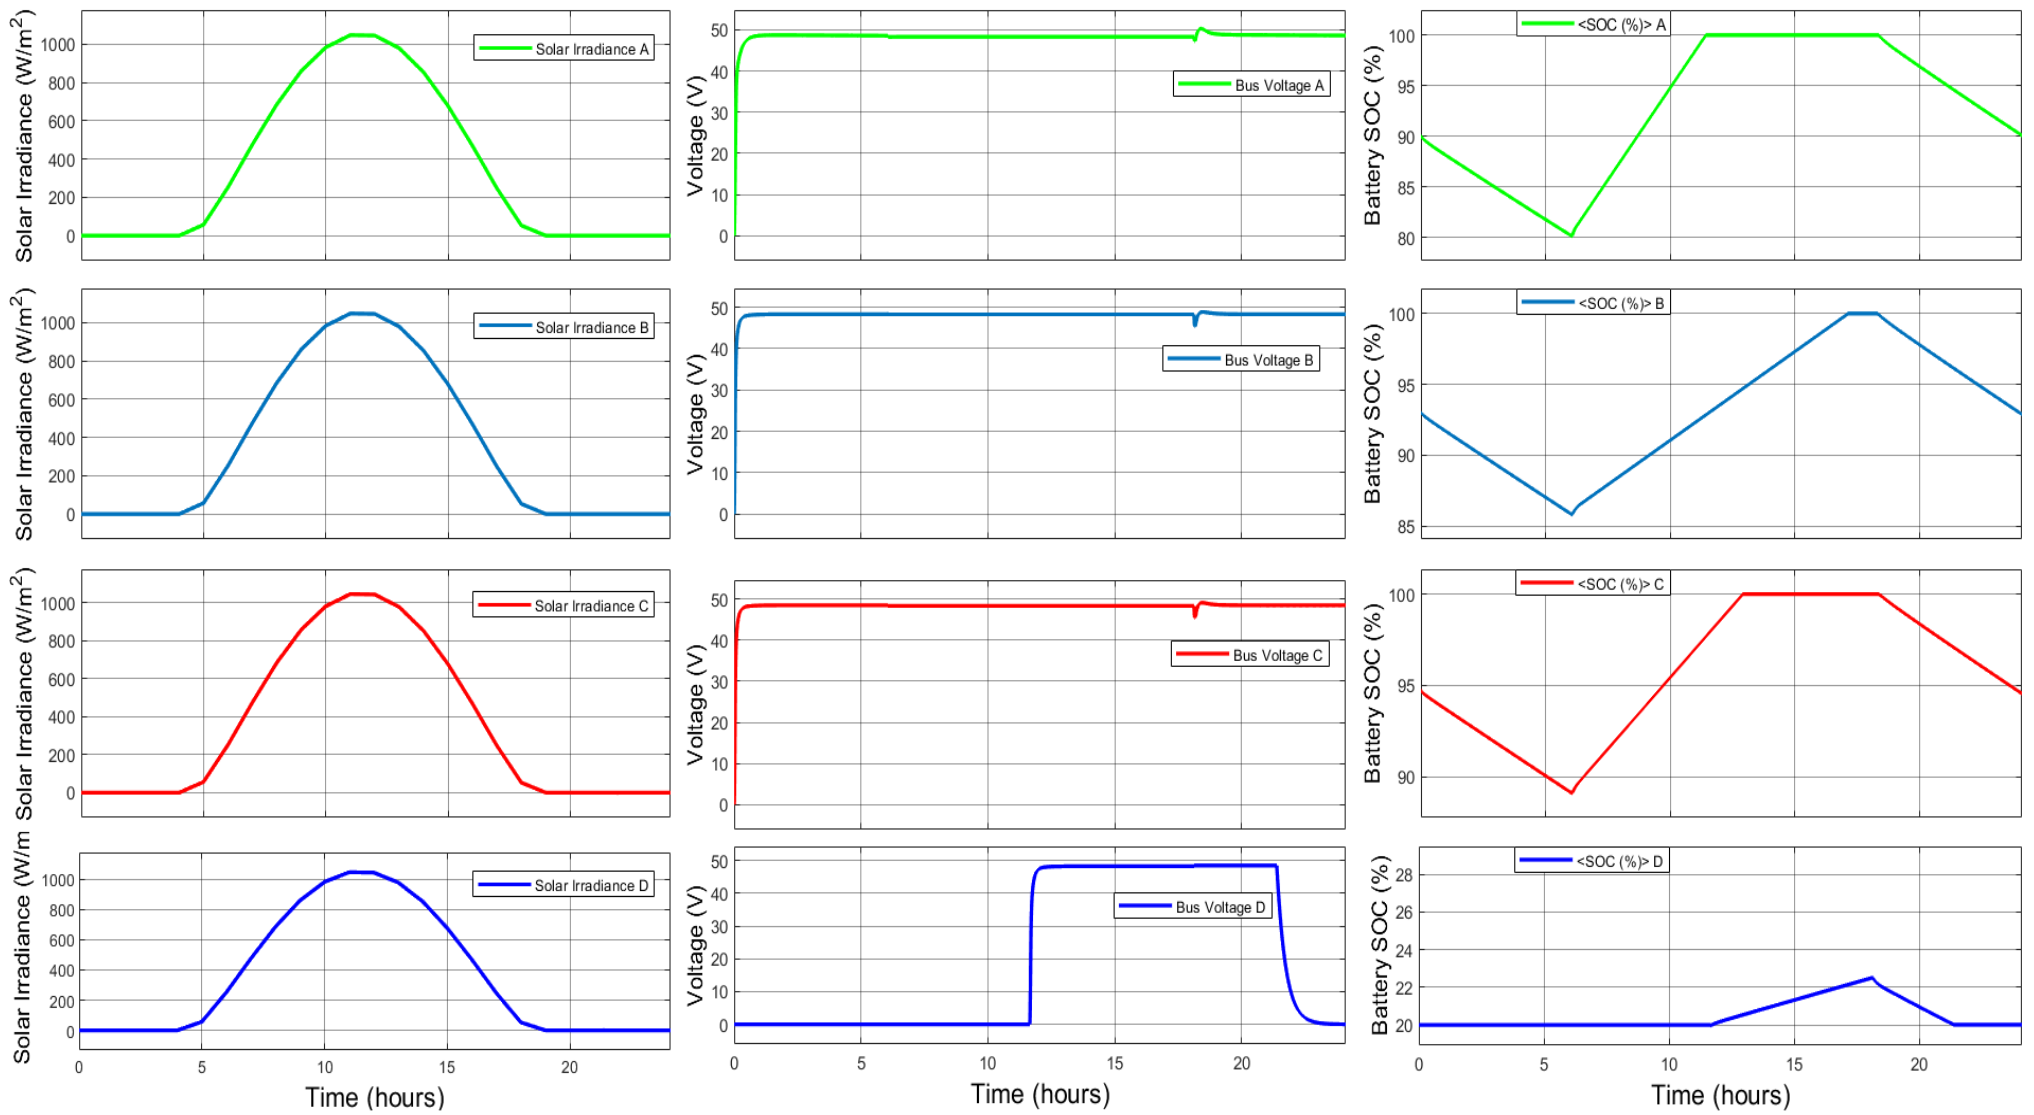 Solar Irradiance (W/m²)
1000
800
600
400
200
0
Solar Irradiance A
Voltage (V)
50
40
30
20
10
0
Bus Voltage A
Battery SOC (%)
100
95
90
85
80
<SOC (%)> A
Solar Irradiance (W/m²)
1000
800
600
400
200
0
Solar Irradiance B
Voltage (V)
50
40
30
20
10
0
Bus Voltage B
Battery SOC (%)
100
95
90
85
<SOC (%)> B
Solar Irradiance (W/m²)
1000
800
600
400
200
0
Solar Irradiance C
Voltage (V)
50
40
30
20
10
0
Bus Voltage C
Battery SOC (%)
100
95
90
<SOC (%)> C
Solar Irradiance (W/m
1000
800
600
400
200
0
Solar Irradiance D
0 5 10 15 20
Time (hours)
Voltage (V)
50
40
30
20
10
0
Bus Voltage D
0 5 10 15 20
Time (hours)
Battery SOC (%)
28
26
24
22
20
<SOC (%)> D
0 5 10 15 20
Time (hours)